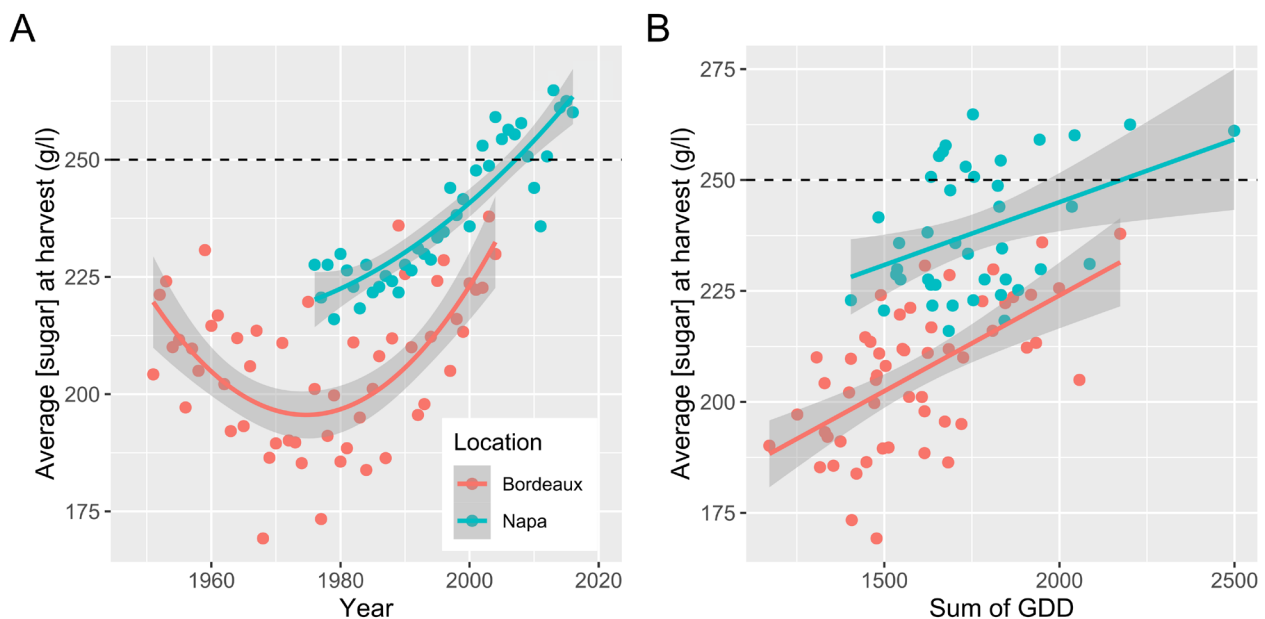 A
Average [sugar] at harvest (g/l)
250
225
200
175
1960
1980
2000
2020
Year
Location
Bordeaux
Napa
B
Average [sugar] at harvest (g/l)
275
250
225
200
175
1500
2000
2500
Sum of GDD